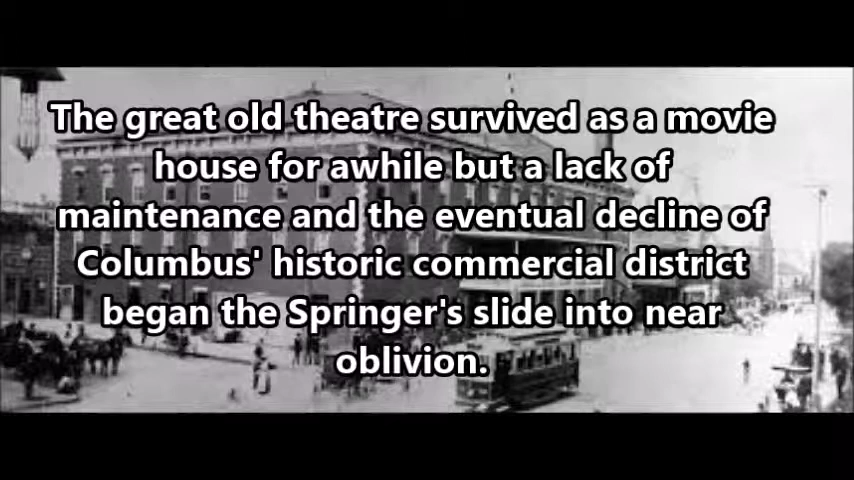 The great old theatre survived as a movie
house for awhile but a lack of
maintenance and the eventual decline of
Columbus' historic commercial district
began the Springer's slide into near
oblivion.